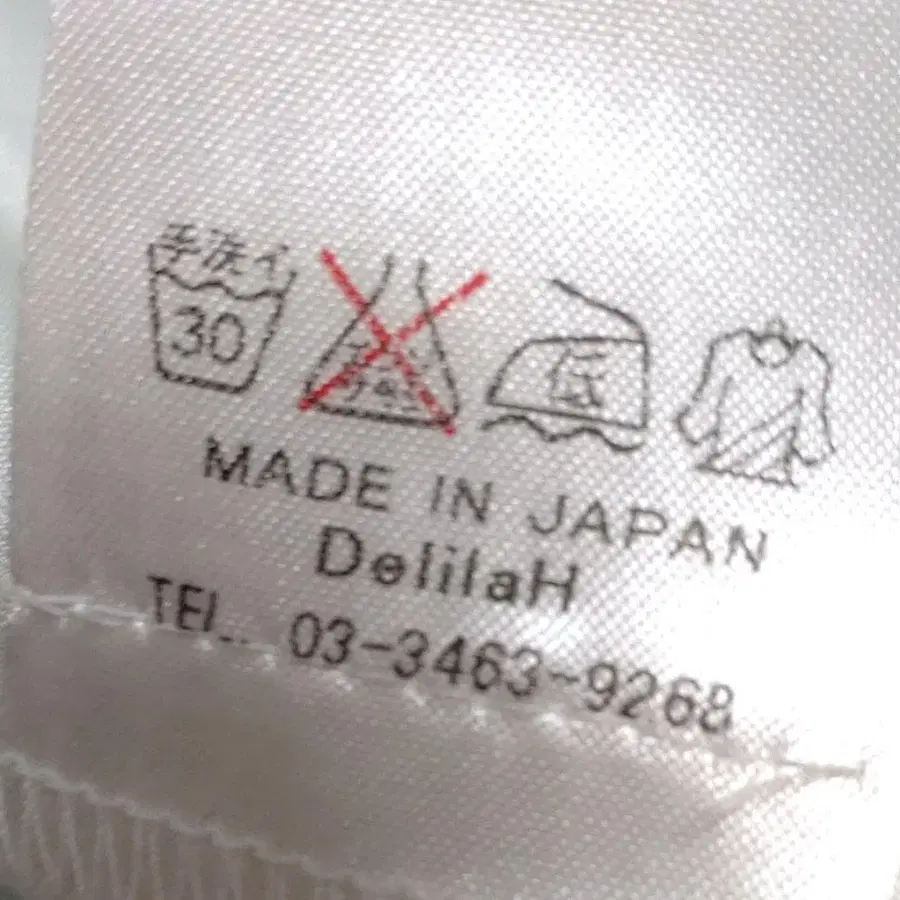 手洗イ
30
低
MADE IN JAPAN
DelilaH
TEL. 03-3463-9268